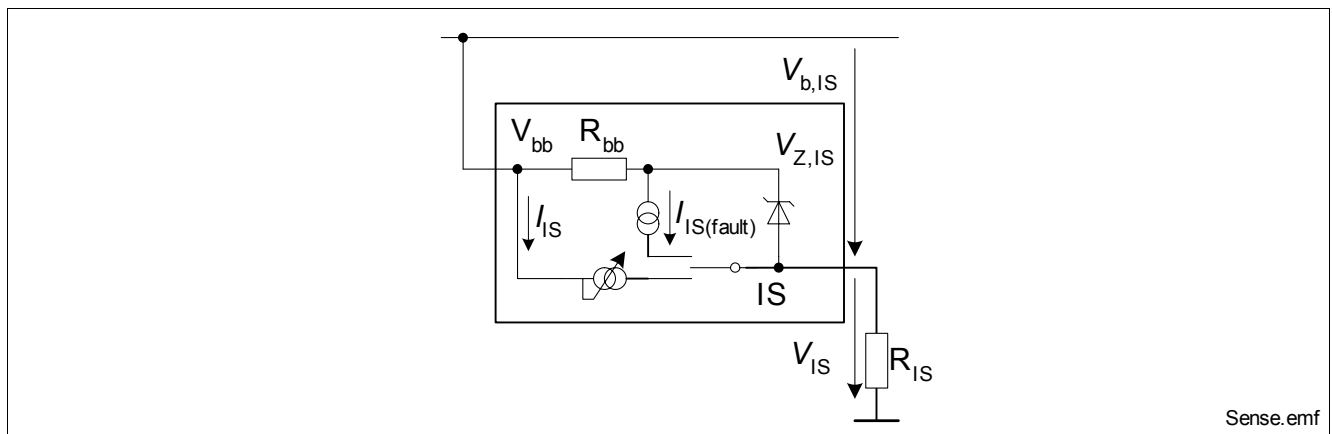 V_b,IS
V_bb R_bb V_Z,IS
I_IS I_IS(fault)
IS
V_IS R_IS
Sense.emf